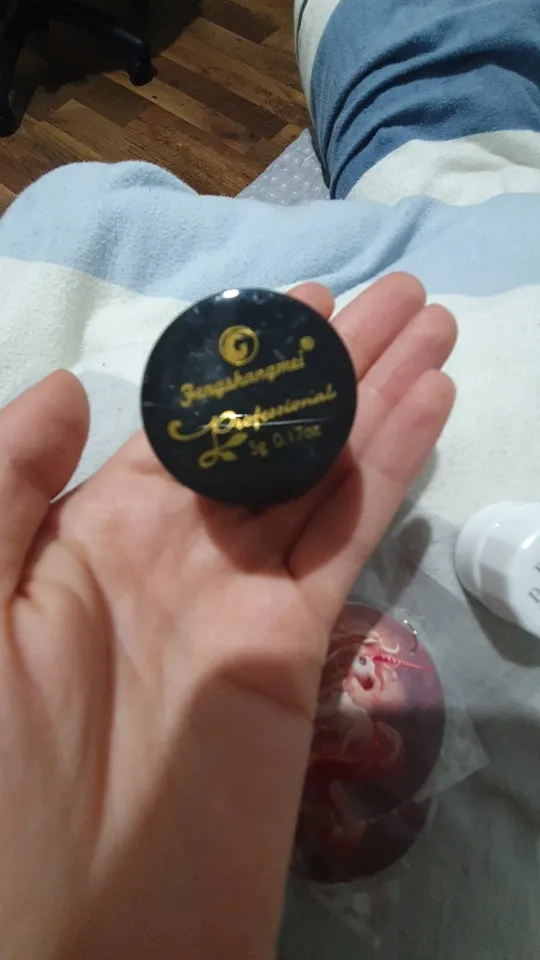 G
Fengshangmei®
Professional
5g 0.17oz